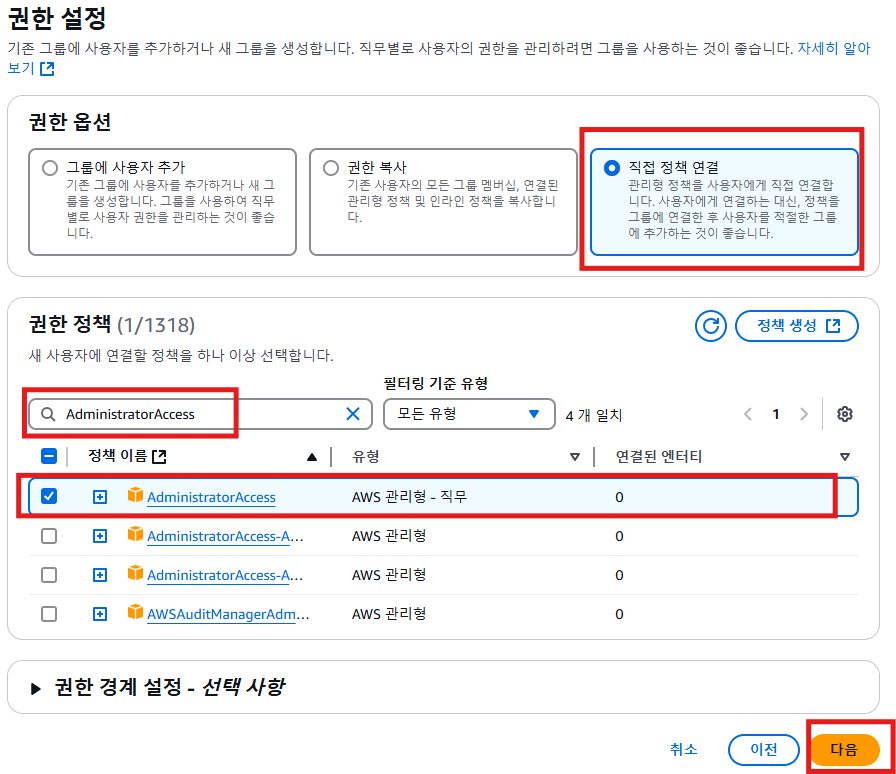 권한 설정
기존 그룹에 사용자를 추가하거나 새 그룹을 생성합니다. 직무별로 사용자의 권한을 관리하려면 그룹을 사용하는 것이 좋습니다. 자세히 알아
보기
권한 옵션
그룹에 사용자 추가
기존 그룹에 사용자를 추가하거나 새 그
룹을 생성합니다. 그룹을 사용하여 직무
별로 사용자 권한을 관리하는 것이 좋습
니다.
권한 복사
기존 사용자의 모든 그룹 멤버십, 연결된
관리형 정책 및 인라인 정책을 복사합니
다.
직접 정책 연결
관리형 정책을 사용자에게 직접 연결합
니다. 사용자에게 연결하는 대신, 정책을
그룹에 연결한 후 사용자를 적절한 그룹
에 추가하는 것이 좋습니다.
권한 정책 (1/1318)
정책 생성
새 사용자에 연결할 정책을 하나 이상 선택합니다.
필터링 기준 유형
AdministratorAccess
모든 유형
4 개 일치
1
정책 이름
유형
연결된 엔터티
AdministratorAccess AWS 관리형 - 직무 0
AdministratorAccess-A... AWS 관리형 0
AdministratorAccess-A... AWS 관리형 0
AWSAuditManagerAdm... AWS 관리형 0
권한 경계 설정 - 선택 사항
취소
이전
다음